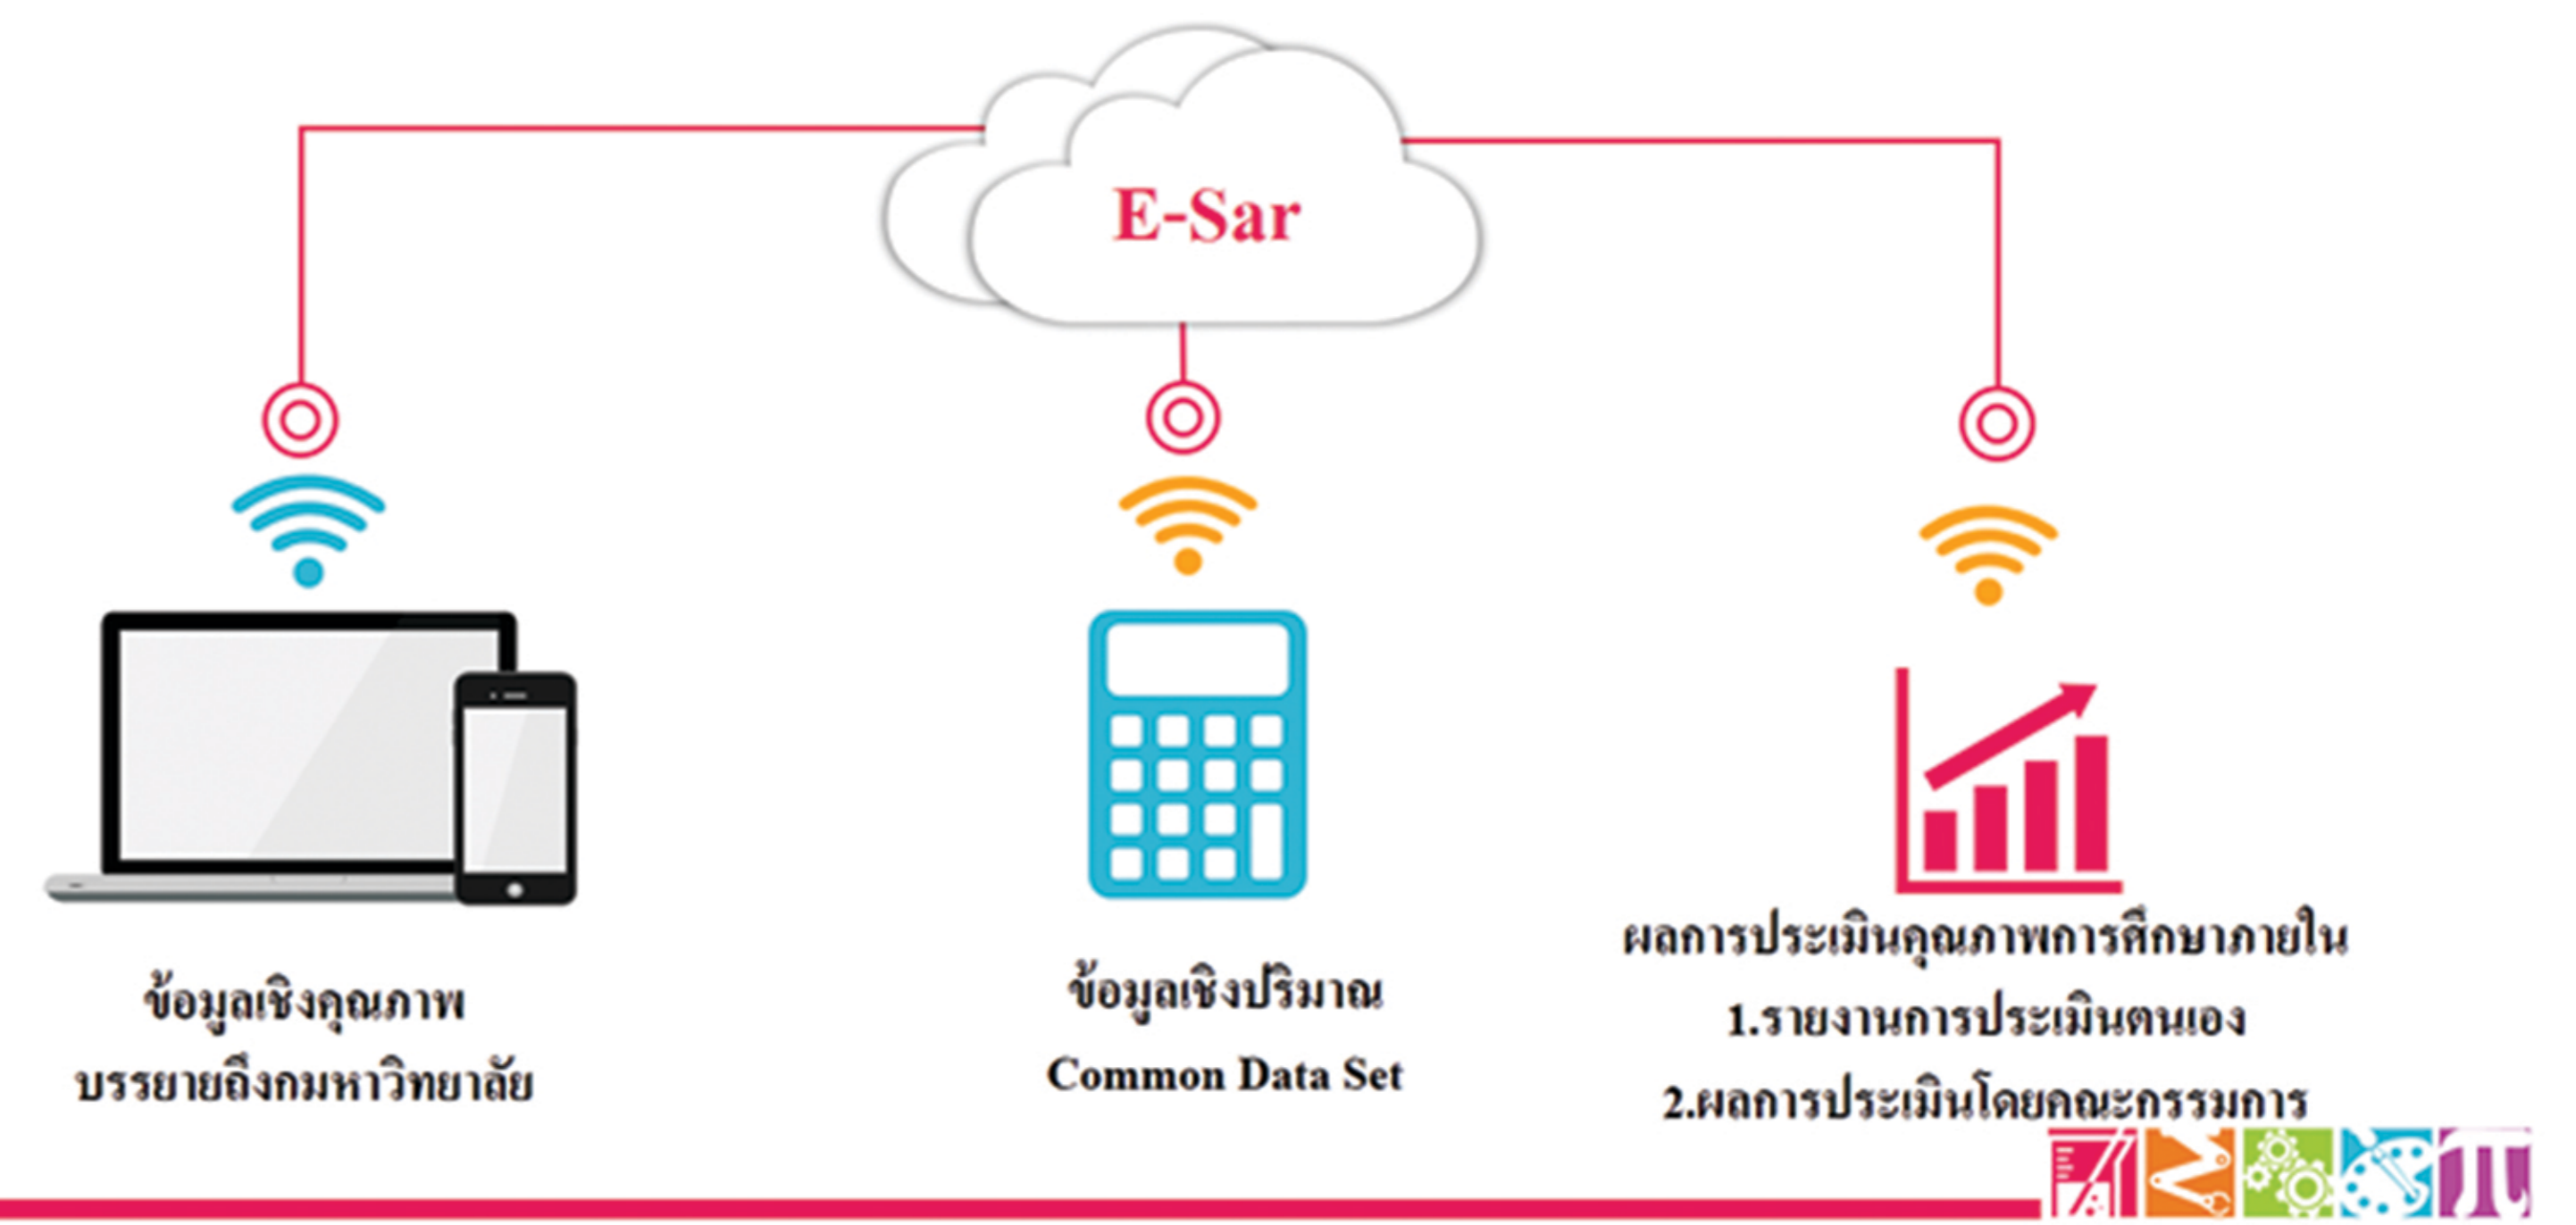 E-Sar
ข้อมูลเชิงคุณภาพ
บรรยายถึงกมหาวิทยาลัย
ข้อมูลเชิงปริมาณ
Common Data Set
ผลการประเมินคุณภาพการศึกษาภายใน
1.รายงานการประเมินตนเอง
2.ผลการประเมินโดยคณะกรรมการ